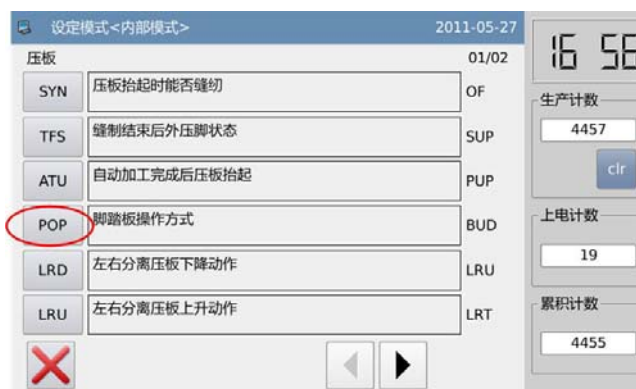 设定模式<内部模式> 2011-05-27
压板 01/02
SYN 压板抬起时能否缝纫 OF
TFS 缝制结束后外压脚状态 SUP
ATU 自动加工完成后压板抬起 PUP
POP 脚踏板操作方式 BUD
LRD 左右分离压板下降动作 LRU
LRU 左右分离压板上升动作 LRT
16 56
生产计数
4457
clr
上电计数
19
累积计数
4455